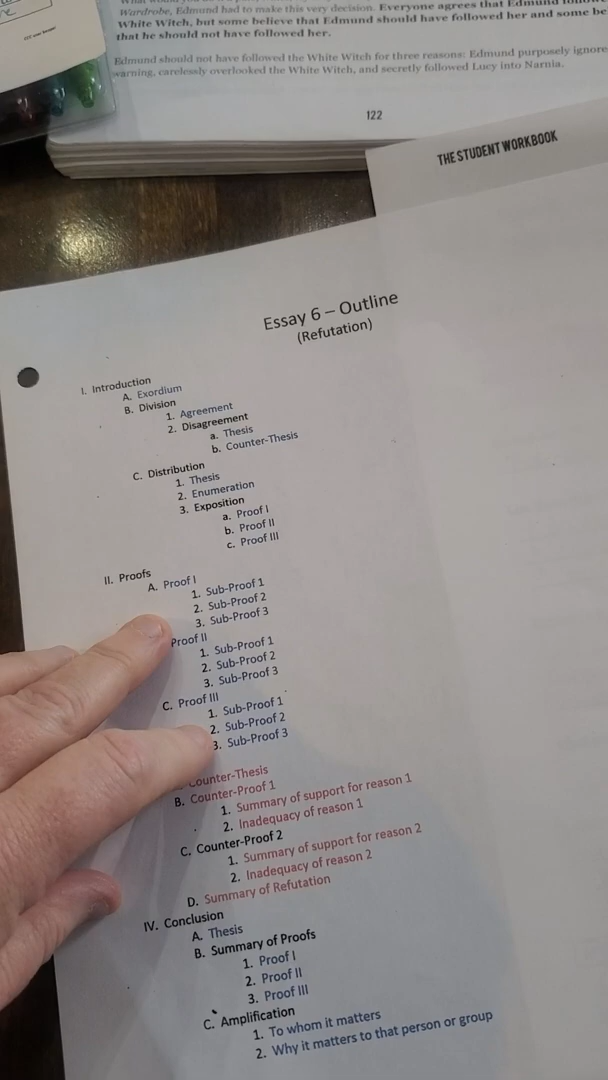 Wardrobe, Edmund had to make this very decision. Everyone agrees that Edmund
White Witch, but some believe that Edmund should have followed her and some be
that he should not have followed her.
Edmund should not have followed the White Witch for three reasons: Edmund purposely ignore
warning, carelessly overlooked the White Witch, and secretly followed Lucy into Narnia.
122
THE STUDENT WORKBOOK
Essay 6 – Outline
(Refutation)
I. Introduction
A. Exordium
B. Division
1. Agreement
2. Disagreement
a. Thesis
b. Counter-Thesis
C. Distribution
1. Thesis
2. Enumeration
3. Exposition
a. Proof I
b. Proof II
c. Proof III
II. Proofs
A. Proof I
1. Sub-Proof 1
2. Sub-Proof 2
3. Sub-Proof 3
Proof II
1. Sub-Proof 1
2. Sub-Proof 2
3. Sub-Proof 3
C. Proof III
1. Sub-Proof 1
2. Sub-Proof 2
3. Sub-Proof 3
Counter-Thesis
B. Counter-Proof 1
1. Summary of support for reason 1
2. Inadequacy of reason 1
C. Counter-Proof 2
1. Summary of support for reason 2
2. Inadequacy of reason 2
D. Summary of Refutation
IV. Conclusion
A. Thesis
B. Summary of Proofs
1. Proof I
2. Proof II
3. Proof III
C. Amplification
1. To whom it matters
2. Why it matters to that person or group